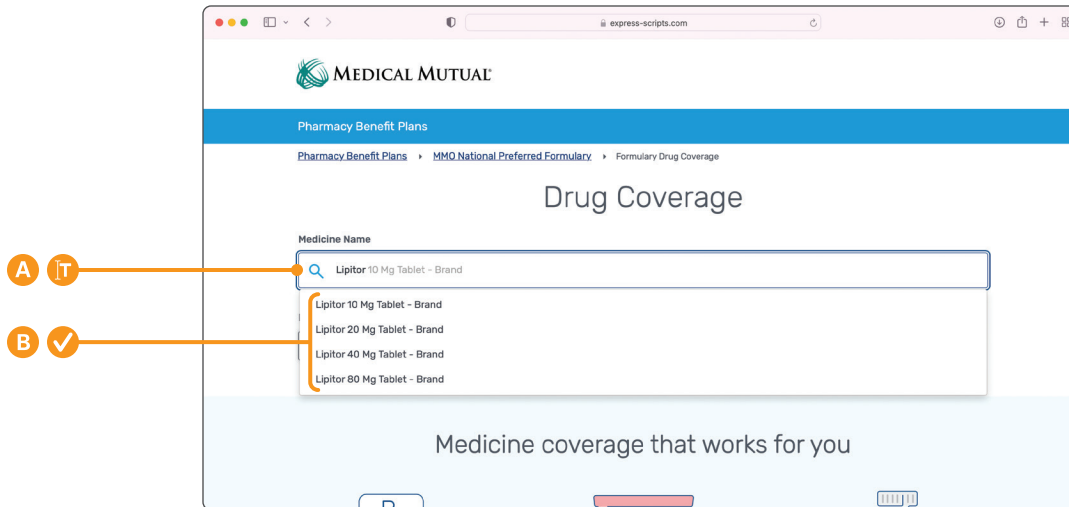 express-scripts.com
MEDICAL MUTUAL®
Pharmacy Benefit Plans
Pharmacy Benefit Plans › MMO National Preferred Formulary › Formulary Drug Coverage
Drug Coverage
Medicine Name
A T
Lipitor 10 Mg Tablet - Brand
Lipitor 10 Mg Tablet - Brand
Lipitor 20 Mg Tablet - Brand
B
Lipitor 40 Mg Tablet - Brand
Lipitor 80 Mg Tablet - Brand
Medicine coverage that works for you